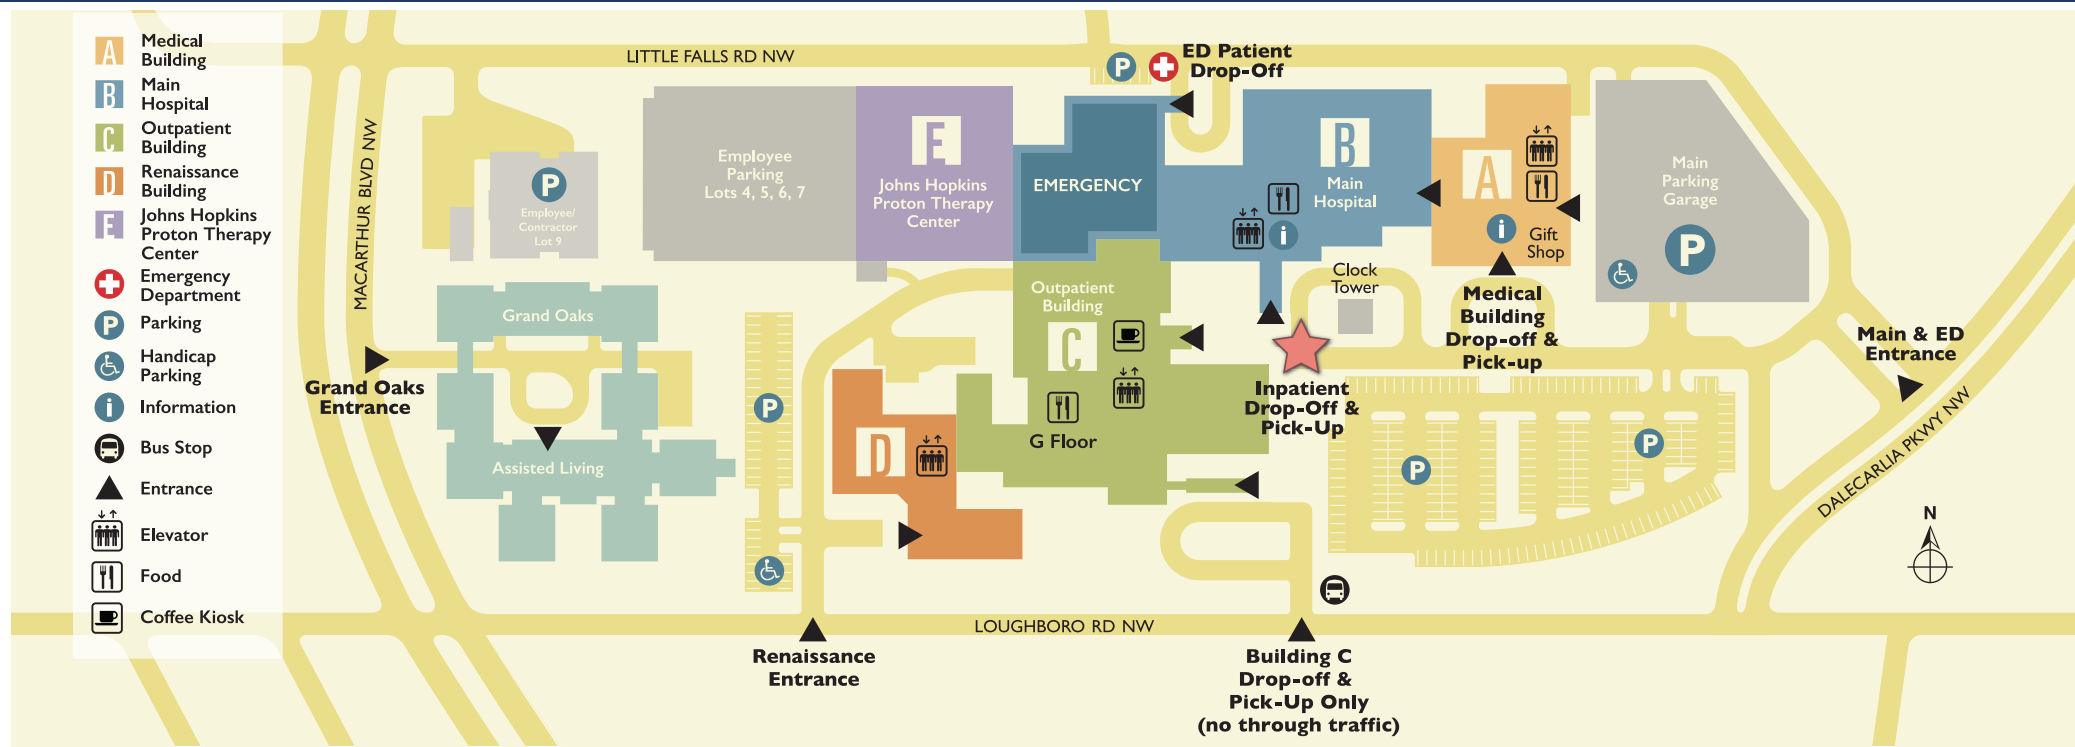 A
Medical
Building
B
Main
Hospital
C
Outpatient
Building
D
Renaissance
Building
E
Johns Hopkins
Proton Therapy
Center
Emergency
Department
P
Parking
Handicap
Parking
i
Information
Bus Stop
Entrance
Elevator
Food
Coffee Kiosk
LITTLE FALLS RD NW
MACARTHUR BLVD NW
P
ED Patient
Drop-Off
P
Employee/
Contractor
Lot 9
Employee
Parking
Lots 4, 5, 6, 7
E
Johns Hopkins
Proton Therapy
Center
EMERGENCY
B
Main
Hospital
i
A
i
Gift
Shop
Main
Parking
Garage
P
Clock
Tower
Medical
Building
Drop-off &
Pick-up
Main & ED
Entrance
Grand Oaks
Grand Oaks
Entrance
Assisted Living
P
Outpatient
Building
C
G Floor
D
Inpatient
Drop-Off &
Pick-Up
P
P
DALECARLIA PKWY NW
N
LOUGHBORO RD NW
Renaissance
Entrance
Building C
Drop-off &
Pick-Up Only
(no through traffic)